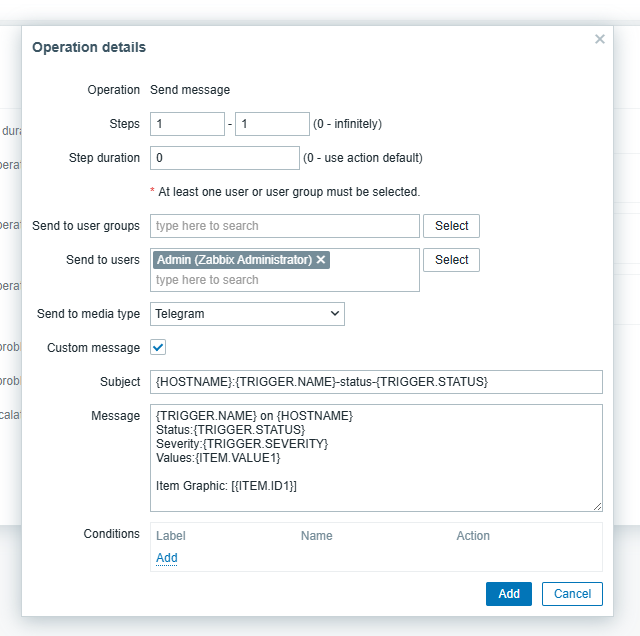 Operation details
Operation Send message
Steps 1 - 1 (0 - infinitely)
Step duration 0 (0 - use action default)
* At least one user or user group must be selected.
Send to user groups type here to search Select
Send to users Admin (Zabbix Administrator) Select
type here to search
Send to media type Telegram
Custom message
Subject {HOSTNAME}:{TRIGGER.NAME}-status-{TRIGGER.STATUS}
Message {TRIGGER.NAME} on {HOSTNAME}
Status:{TRIGGER.STATUS}
Severity:{TRIGGER.SEVERITY}
Values:{ITEM.VALUE1}
Item Graphic: [{ITEM.ID1}]
Conditions Label Name Action
Add
Add Cancel